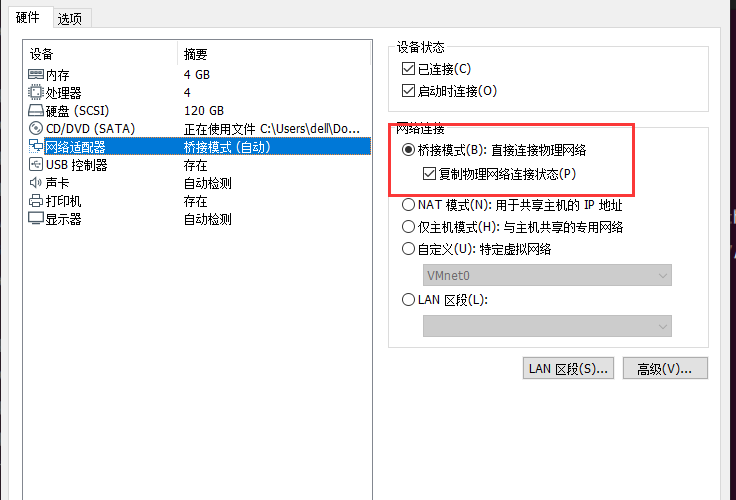 硬件 选项
设备 摘要
内存 4 GB
处理器 4
硬盘 (SCSI) 120 GB
CD/DVD (SATA) 正在使用文件 C:\Users\dell\Do...
网络适配器 桥接模式 (自动)
USB 控制器 存在
声卡 自动检测
打印机 存在
显示器 自动检测
设备状态
已连接(C)
启动时连接(O)
网络连接
桥接模式(B): 直接连接物理网络
复制物理网络连接状态(P)
NAT 模式(N): 用于共享主机的 IP 地址
仅主机模式(H): 与主机共享的专用网络
自定义(U): 特定虚拟网络
VMnet0
LAN 区段(L):
LAN 区段(S)... 高级(V)...